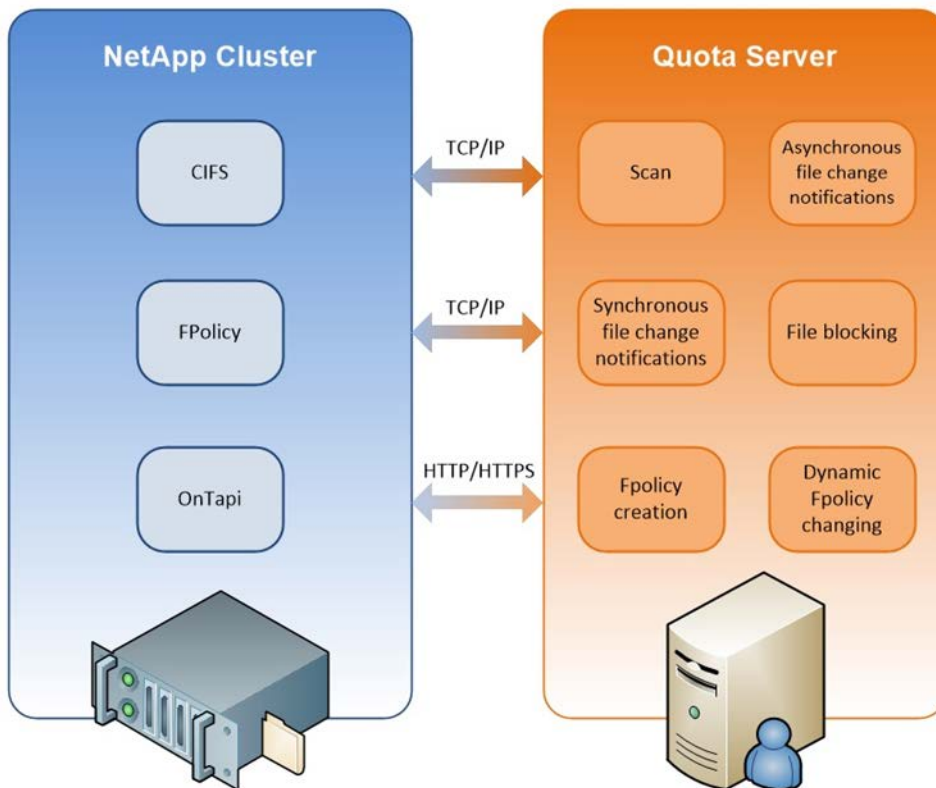 NetApp Cluster
Quota Server
CIFS
TCP/IP
Scan
Asynchronous
file change
notifications
FPolicy
TCP/IP
Synchronous
file change
notifications
File blocking
OnTapi
HTTP/HTTPS
Fpolicy
creation
Dynamic
Fpolicy
changing